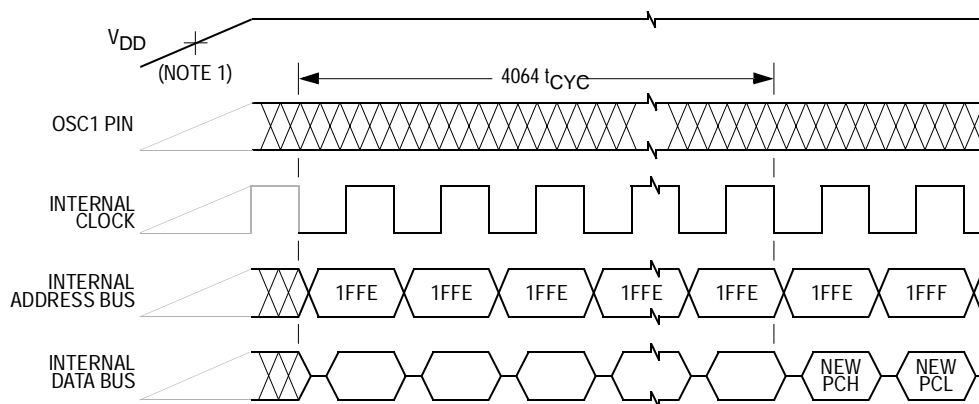 VDD
(NOTE 1)
4064 tCYC
OSC1 PIN
INTERNAL
CLOCK
INTERNAL
ADDRESS BUS
1FFE 1FFE 1FFE 1FFE 1FFE 1FFE 1FFF
INTERNAL
DATA BUS
NEW
PCH
NEW
PCL